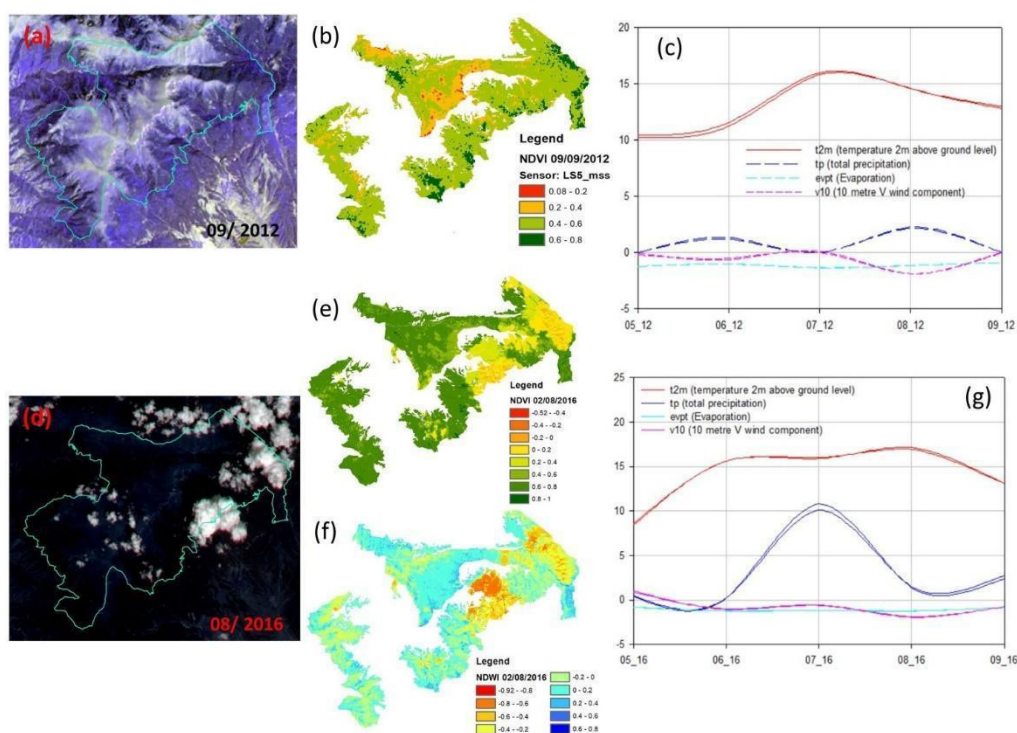 (a)
09/ 2012
(b)
Legend
NDVI 09/09/2012
Sensor: LS5_mss
0.08 - 0.2
0.2 - 0.4
0.4 - 0.6
0.6 - 0.8
(c)
20
15
10
5
0
-5
t2m (temperature 2m above ground level)
tp (total precipitation)
evpt (Evaporation)
v10 (10 metre V wind component)
05_12
06_12
07_12
08_12
09_12
(d)
08/ 2016
(e)
Legend
NDVI 02/08/2016
-0.52 - -0.4
-0.4 - -0.2
-0.2 - 0
0 - 0.2
0.2 - 0.4
0.4 - 0.6
0.6 - 0.8
0.8 - 1
(f)
Legend
NDWI 02/08/2016
-0.92 - -0.8
-0.8 - -0.6
-0.6 - -0.4
-0.4 - -0.2
-0.2 - 0
0 - 0.2
0.2 - 0.4
0.4 - 0.6
0.6 - 0.8
(g)
25
20
15
10
5
0
-5
t2m (temperature 2m above ground level)
tp (total precipitation)
evpt (Evaporation)
v10 (10 metre V wind component)
05_16
06_16
07_16
08_16
09_16